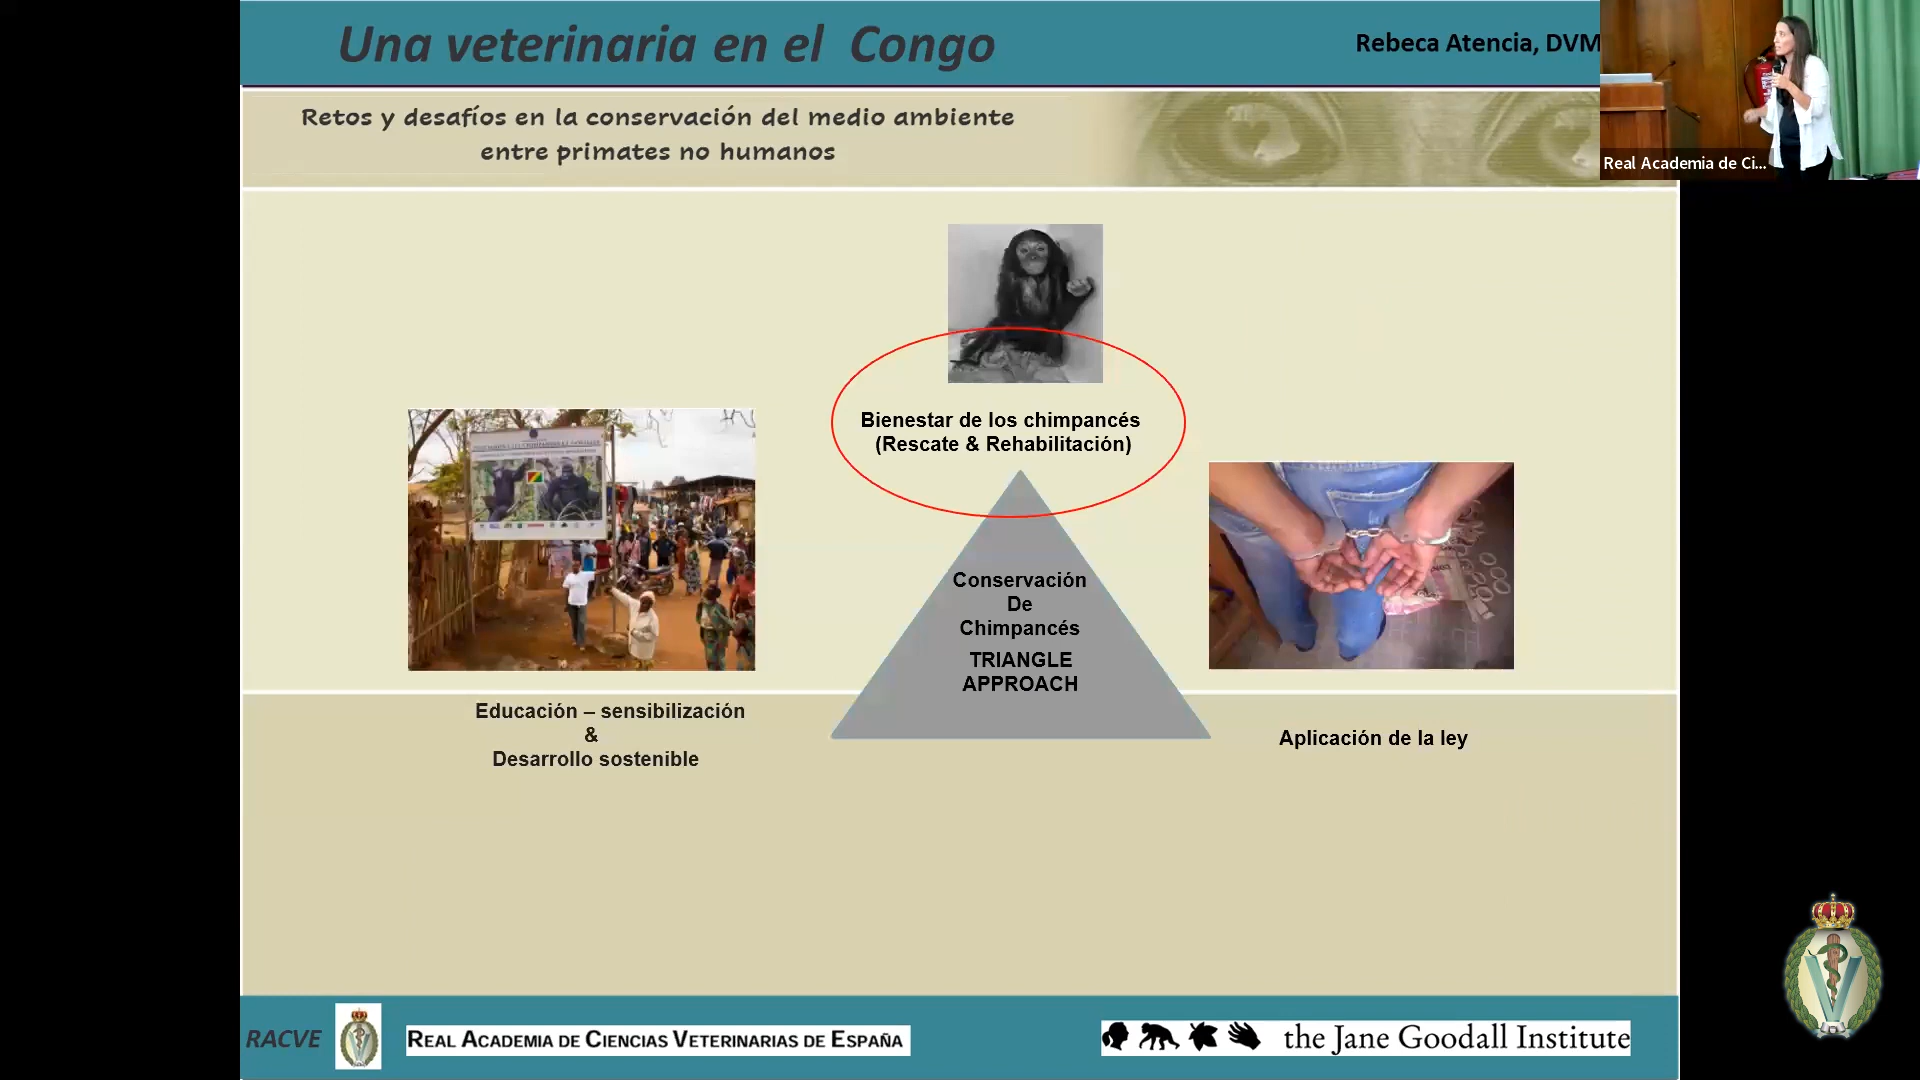 Una veterinaria en el Congo
Rebeca Atencia, DVM
Retos y desafíos en la conservación del medio ambiente
entre primates no humanos
Real Academia de Ci...
Bienestar de los chimpancés
(Rescate & Rehabilitación)
Conservación
De
Chimpancés
TRIANGLE
APPROACH
Educación – sensibilización
&
Desarrollo sostenible
Aplicación de la ley
RACVE
REAL ACADEMIA DE CIENCIAS VETERINARIAS DE ESPAÑA
the Jane Goodall Institute